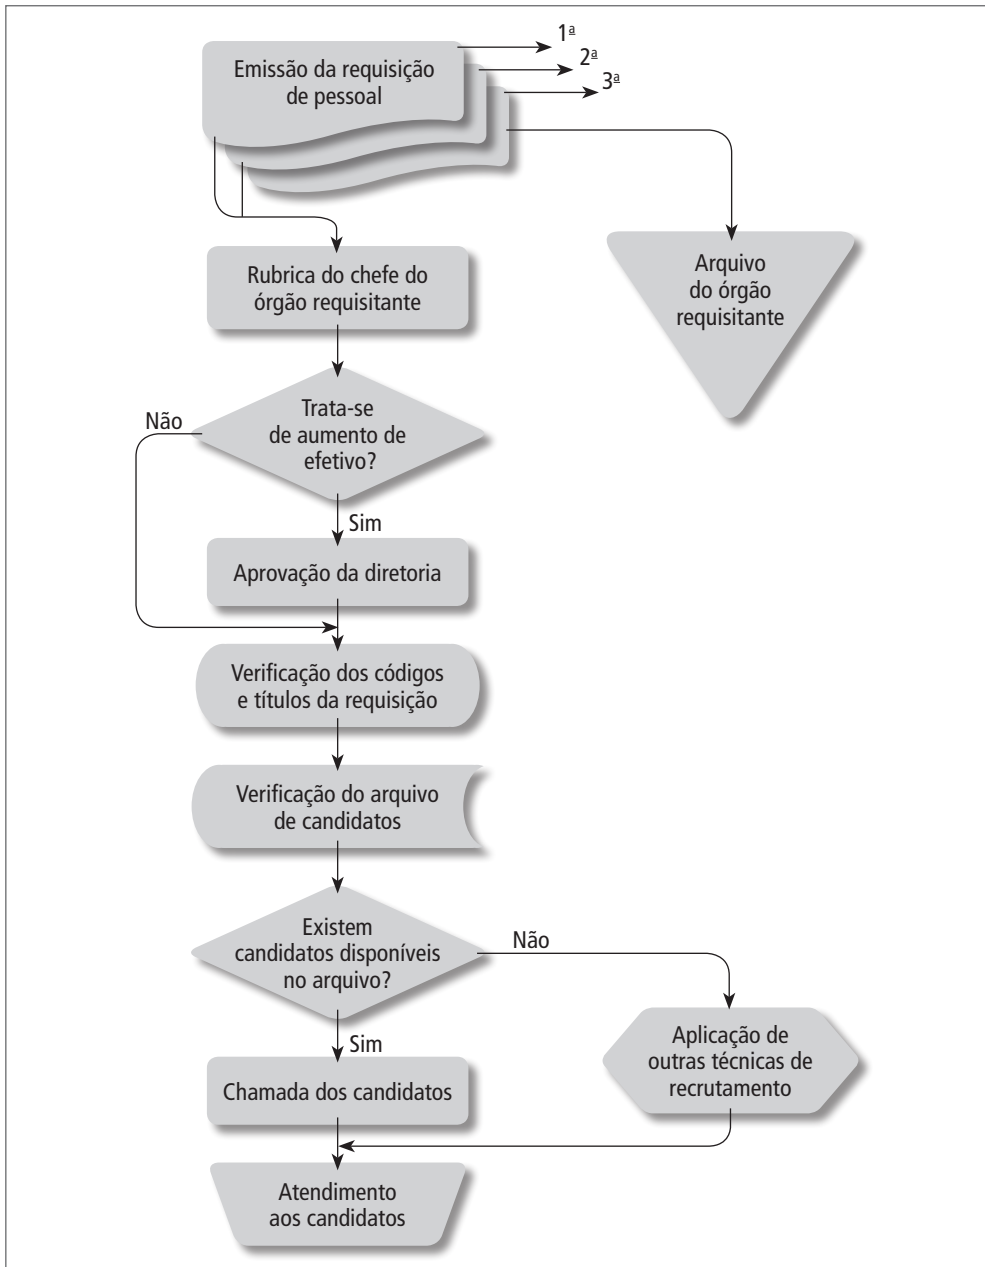 Emissão da requisição
de pessoal
1ª
2ª
3ª
Rubrica do chefe do
órgão requisitante
Arquivo
do órgão
requisitante
Trata-se
de aumento de
efetivo?
Não
Sim
Aprovação da diretoria
Verificação dos códigos
e títulos da requisição
Verificação do arquivo
de candidatos
Existem
candidatos disponíveis
no arquivo?
Não
Sim
Aplicação de
outras técnicas de
recrutamento
Chamada dos candidatos
Atendimento
aos candidatos